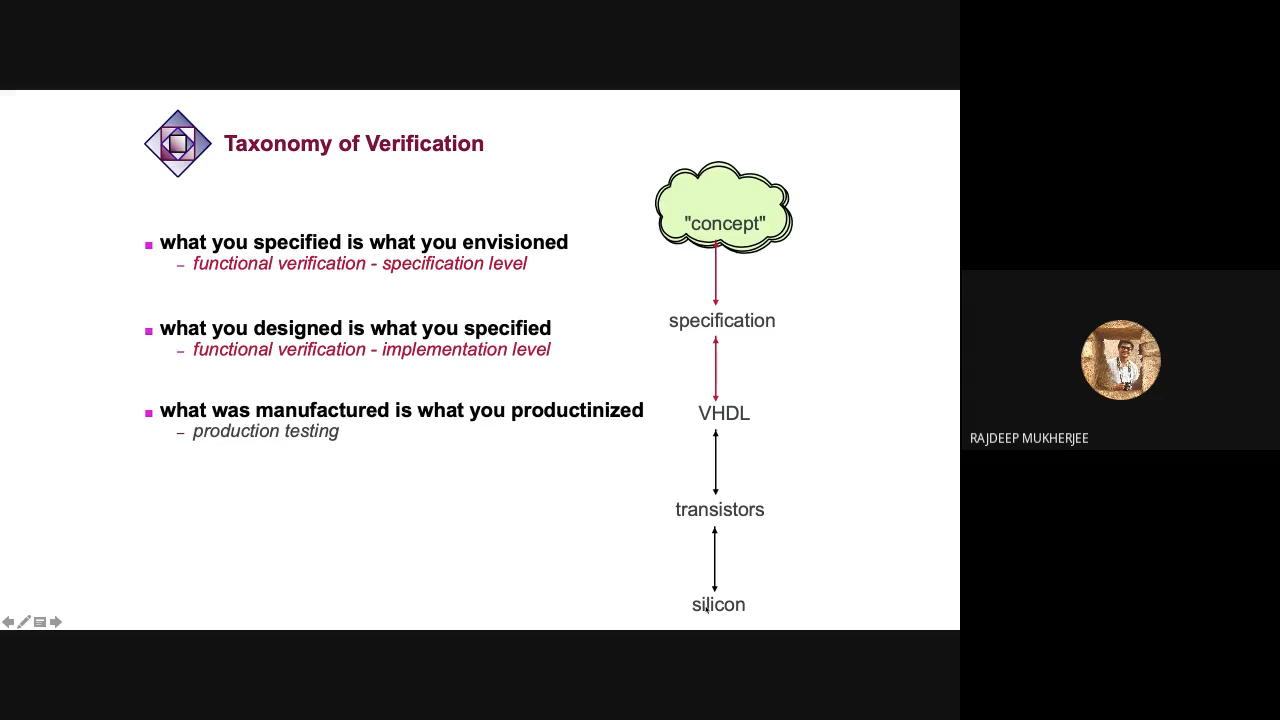 Taxonomy of Verification
"concept"
what you specified is what you envisioned
– functional verification - specification level
specification
what you designed is what you specified
– functional verification - implementation level
VHDL
what was manufactured is what you productinized
– production testing
transistors
silicon
RAJDEEP MUKHERJEE